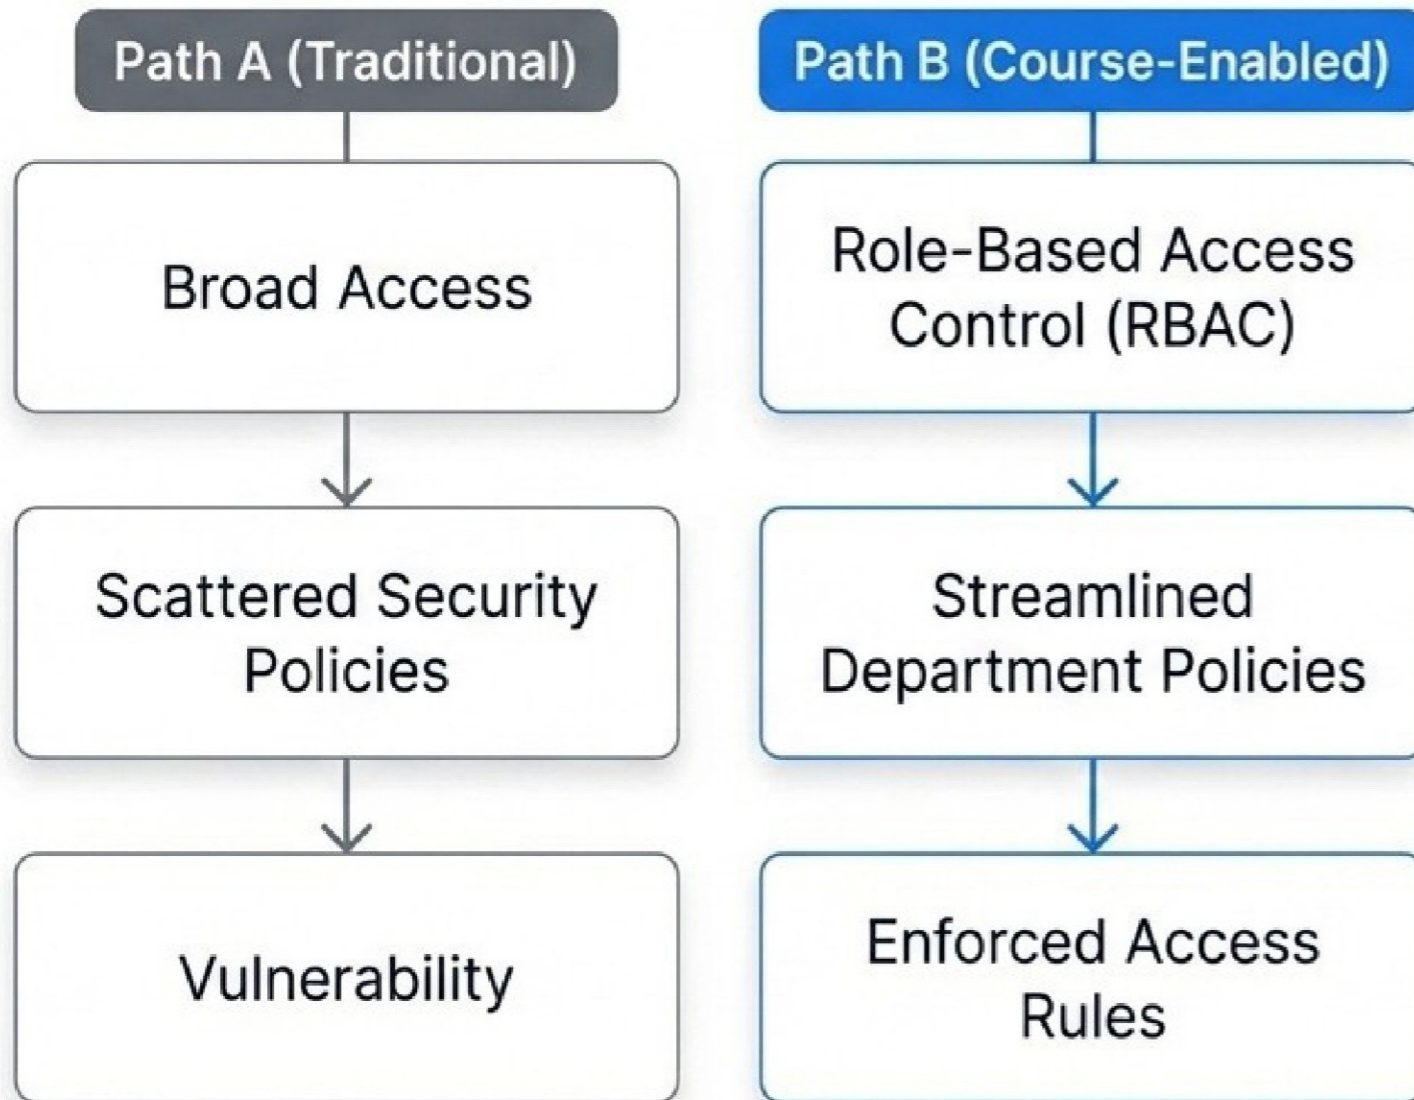 Path A (Traditional)
Broad Access
Scattered Security
Policies
Vulnerability
Path B (Course-Enabled)
Role-Based Access
Control (RBAC)
Streamlined
Department Policies
Enforced Access
Rules